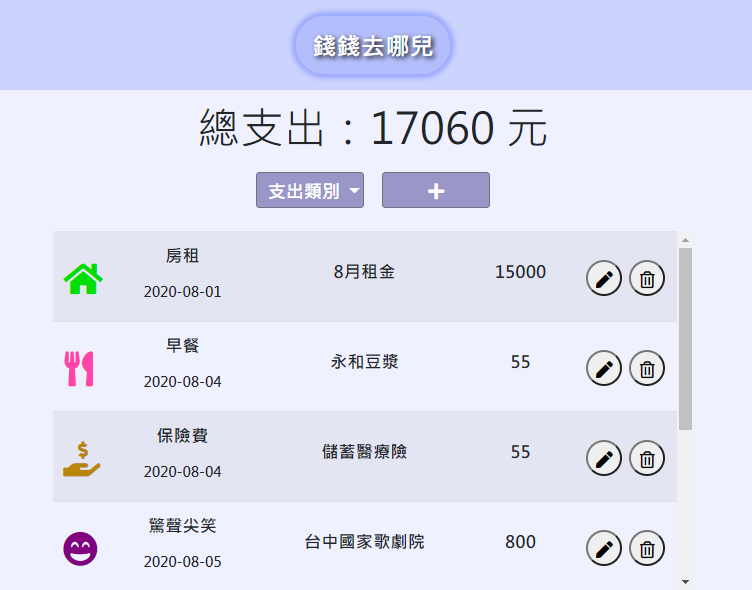 錢錢去哪兒
總支出：17060 元
支出類別
房租
2020-08-01
8月租金
15000
早餐
2020-08-04
永和豆漿
55
保險費
2020-08-04
儲蓄醫療險
55
驚聲尖笑
2020-08-05
台中國家歌劇院
800